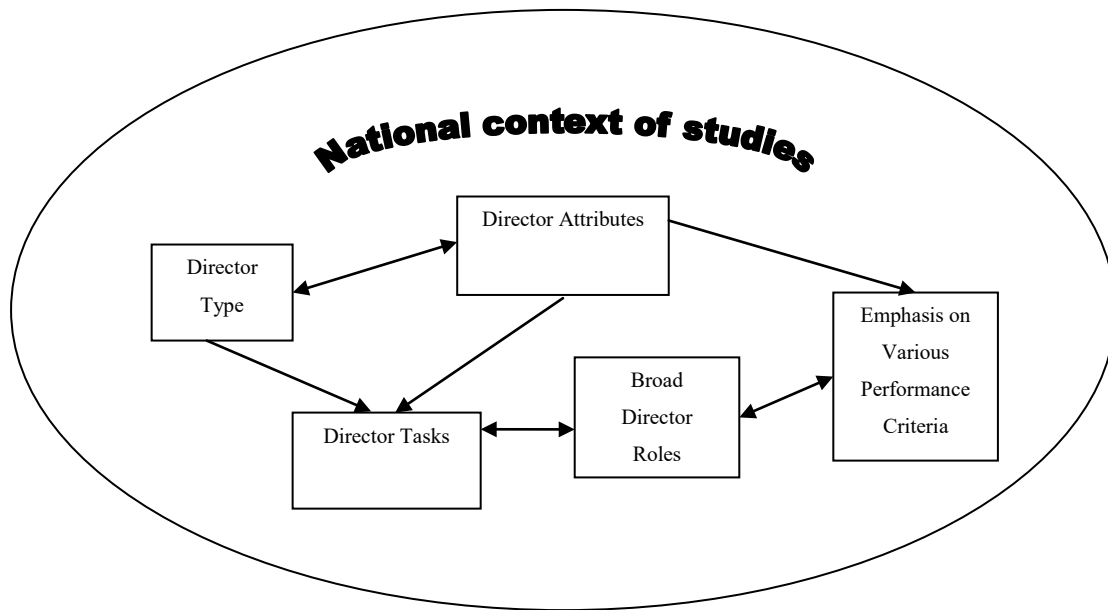 National context of studies
Director Attributes
Director
Type
Emphasis on
Various
Performance
Criteria
Broad
Director
Roles
Director Tasks